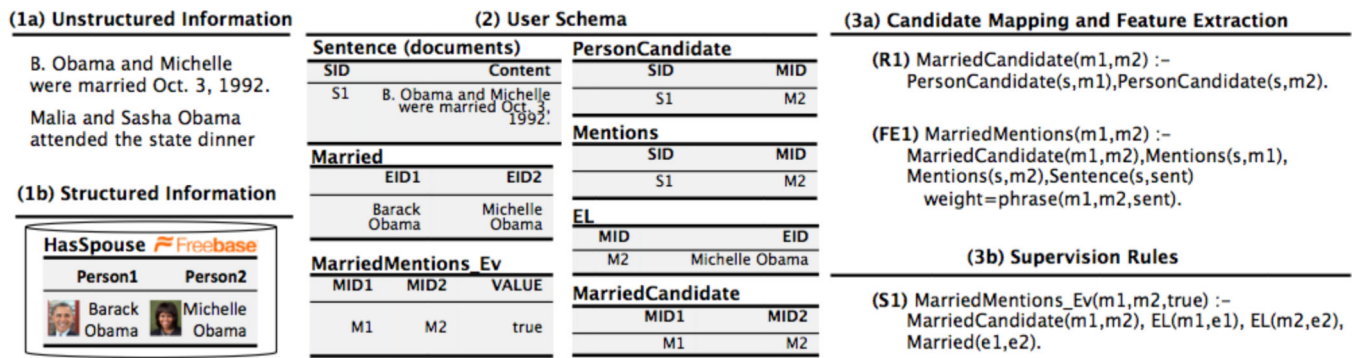 (1a) Unstructured Information
B. Obama and Michelle
were married Oct. 3, 1992.
Malia and Sasha Obama
attended the state dinner
(1b) Structured Information
HasSpouse Freebase
Person1 Person2
Barack Michelle
Obama Obama
(2) User Schema
Sentence (documents)
SID Content
S1 B. Obama and Michelle
were married Oct. 3,
1992.
Married
EID1 EID2
Barack Michelle
Obama Obama
MarriedMentions_Ev
MID1 MID2 VALUE
M1 M2 true
PersonCandidate
SID MID
S1 M2
Mentions
SID MID
S1 M2
EL
MID EID
M2 Michelle Obama
MarriedCandidate
MID1 MID2
M1 M2
(3a) Candidate Mapping and Feature Extraction
(R1) MarriedCandidate(m1,m2) :-
PersonCandidate(s,m1),PersonCandidate(s,m2).
(FE1) MarriedMentions(m1,m2) :-
MarriedCandidate(m1,m2),Mentions(s,m1),
Mentions(s,m2),Sentence(s,sent)
weight=phrase(m1,m2,sent).
(3b) Supervision Rules
(S1) MarriedMentions_Ev(m1,m2,true) :-
MarriedCandidate(m1,m2), EL(m1,e1), EL(m2,e2),
Married(e1,e2).